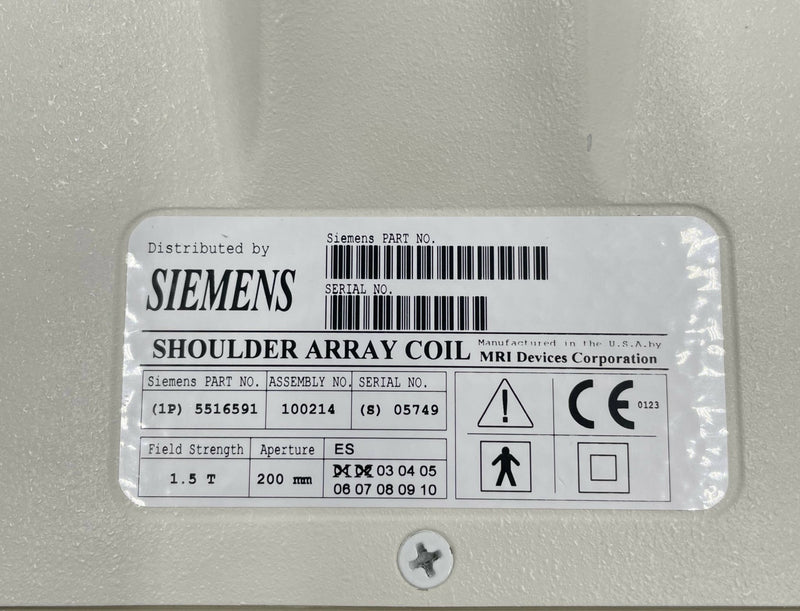 Distributed by
SIEMENS
Siemens PART NO.
SERIAL NO.
SHOULDER ARRAY COIL
Manufactured in the U.S.A.by
MRI Devices Corporation
Siemens PART NO. ASSEMBLY NO. SERIAL NO.
(1P) 5516591 100214 (S) 05749
CE 0123
Field Strength Aperture ES
1.5 T 200 mm 03 04 05
06 07 08 09 10